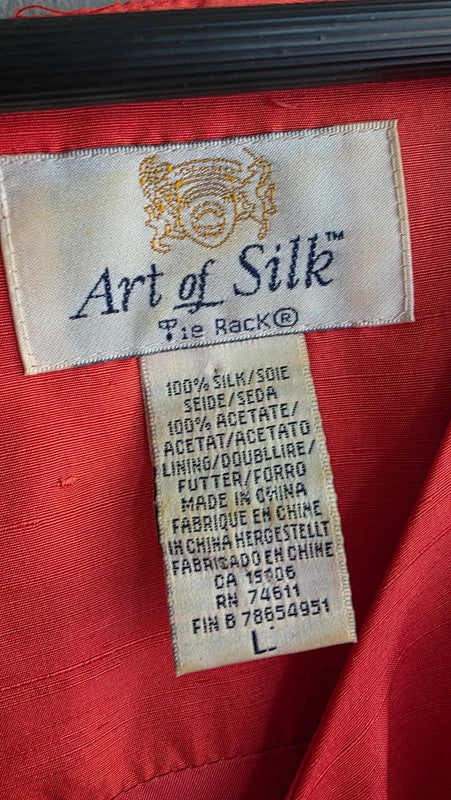 Art of Silk™
Tie Rack®
100% SILK/SOIE
SEIDE/SEDA
100% ACETATE/
ACETAT/ACETATO
LINING/DOUBLLIRE/
FUTTER/FORRO
MADE IN CHINA
FABRIQUE EN CHINE
IN CHINA HERGESTELLT
FABRICADO EN CHINE
CA
RN 74611
FIN B 78654951
L